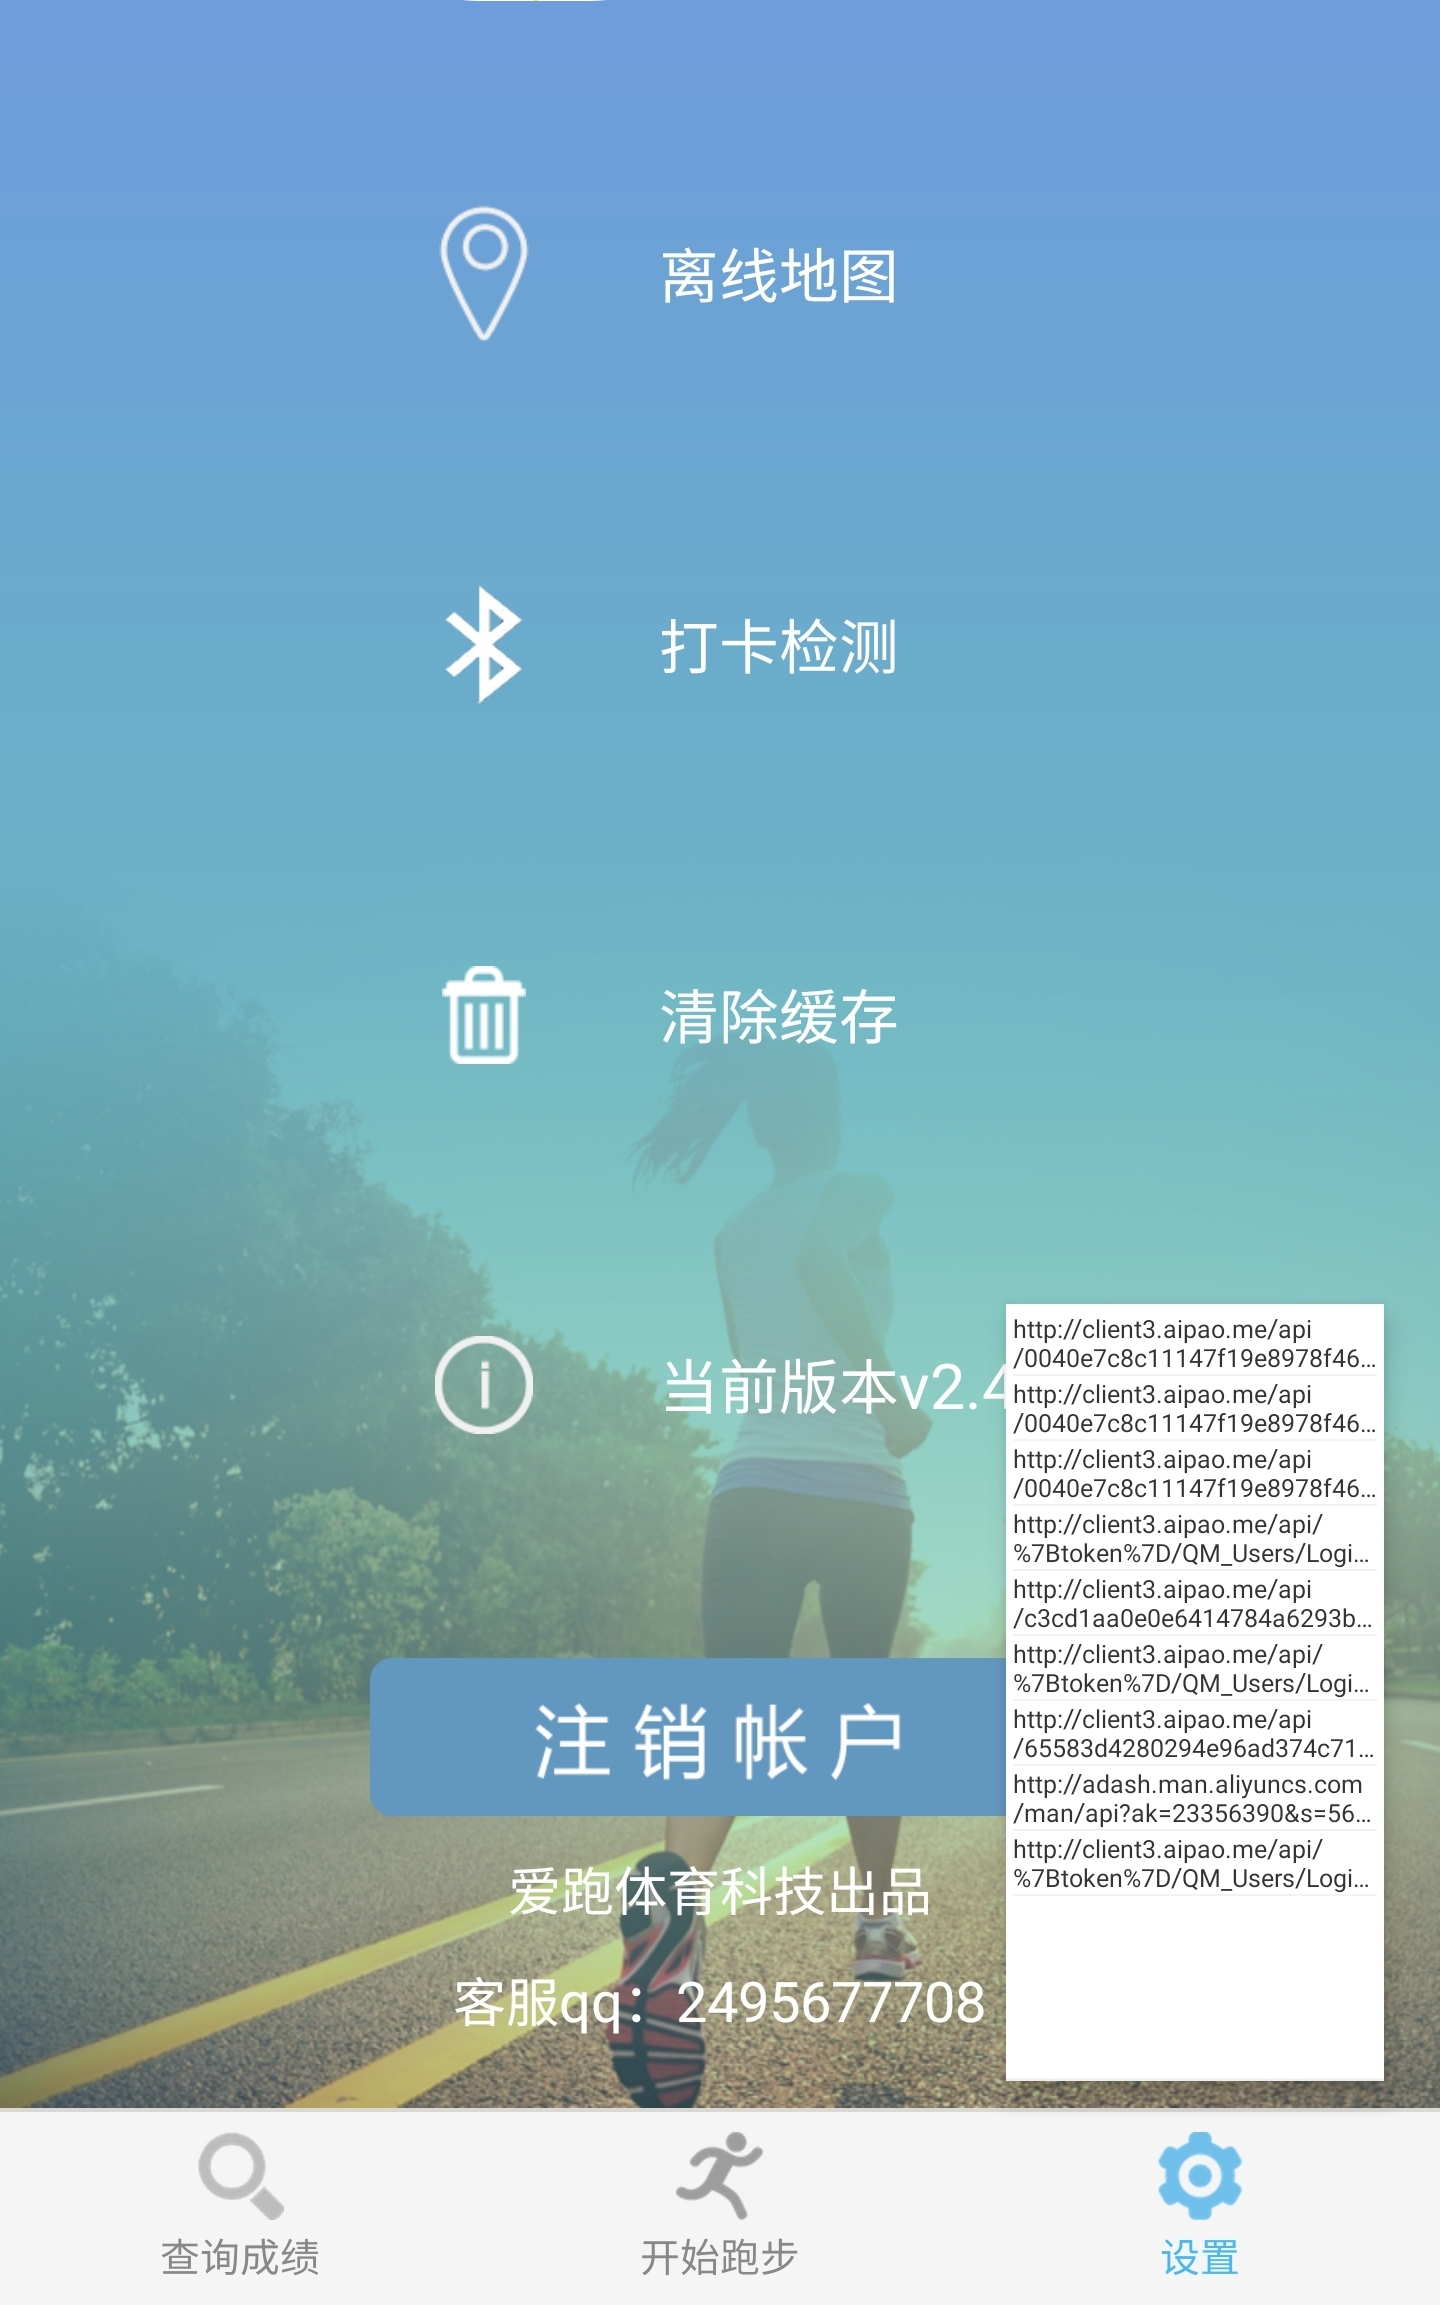 离线地图
打卡检测
清除缓存
当前版本v2.4
注销帐户
爱跑体育科技出品
客服qq：2495677708
http://client3.aipao.me/api
/0040e7c8c11147f19e8978f46...
http://client3.aipao.me/api
/0040e7c8c11147f19e8978f46...
http://client3.aipao.me/api
/0040e7c8c11147f19e8978f46...
http://client3.aipao.me/api/
%7Btoken%7D/QM_Users/Logi...
http://client3.aipao.me/api
/c3cd1aa0e0e6414784a6293b...
http://client3.aipao.me/api/
%7Btoken%7D/QM_Users/Logi...
http://client3.aipao.me/api
/65583d4280294e96ad374c71...
http://adash.man.aliyuncs.com
/man/api?ak=23356390&s=56...
http://client3.aipao.me/api/
%7Btoken%7D/QM_Users/Logi...
查询成绩
开始跑步
设置